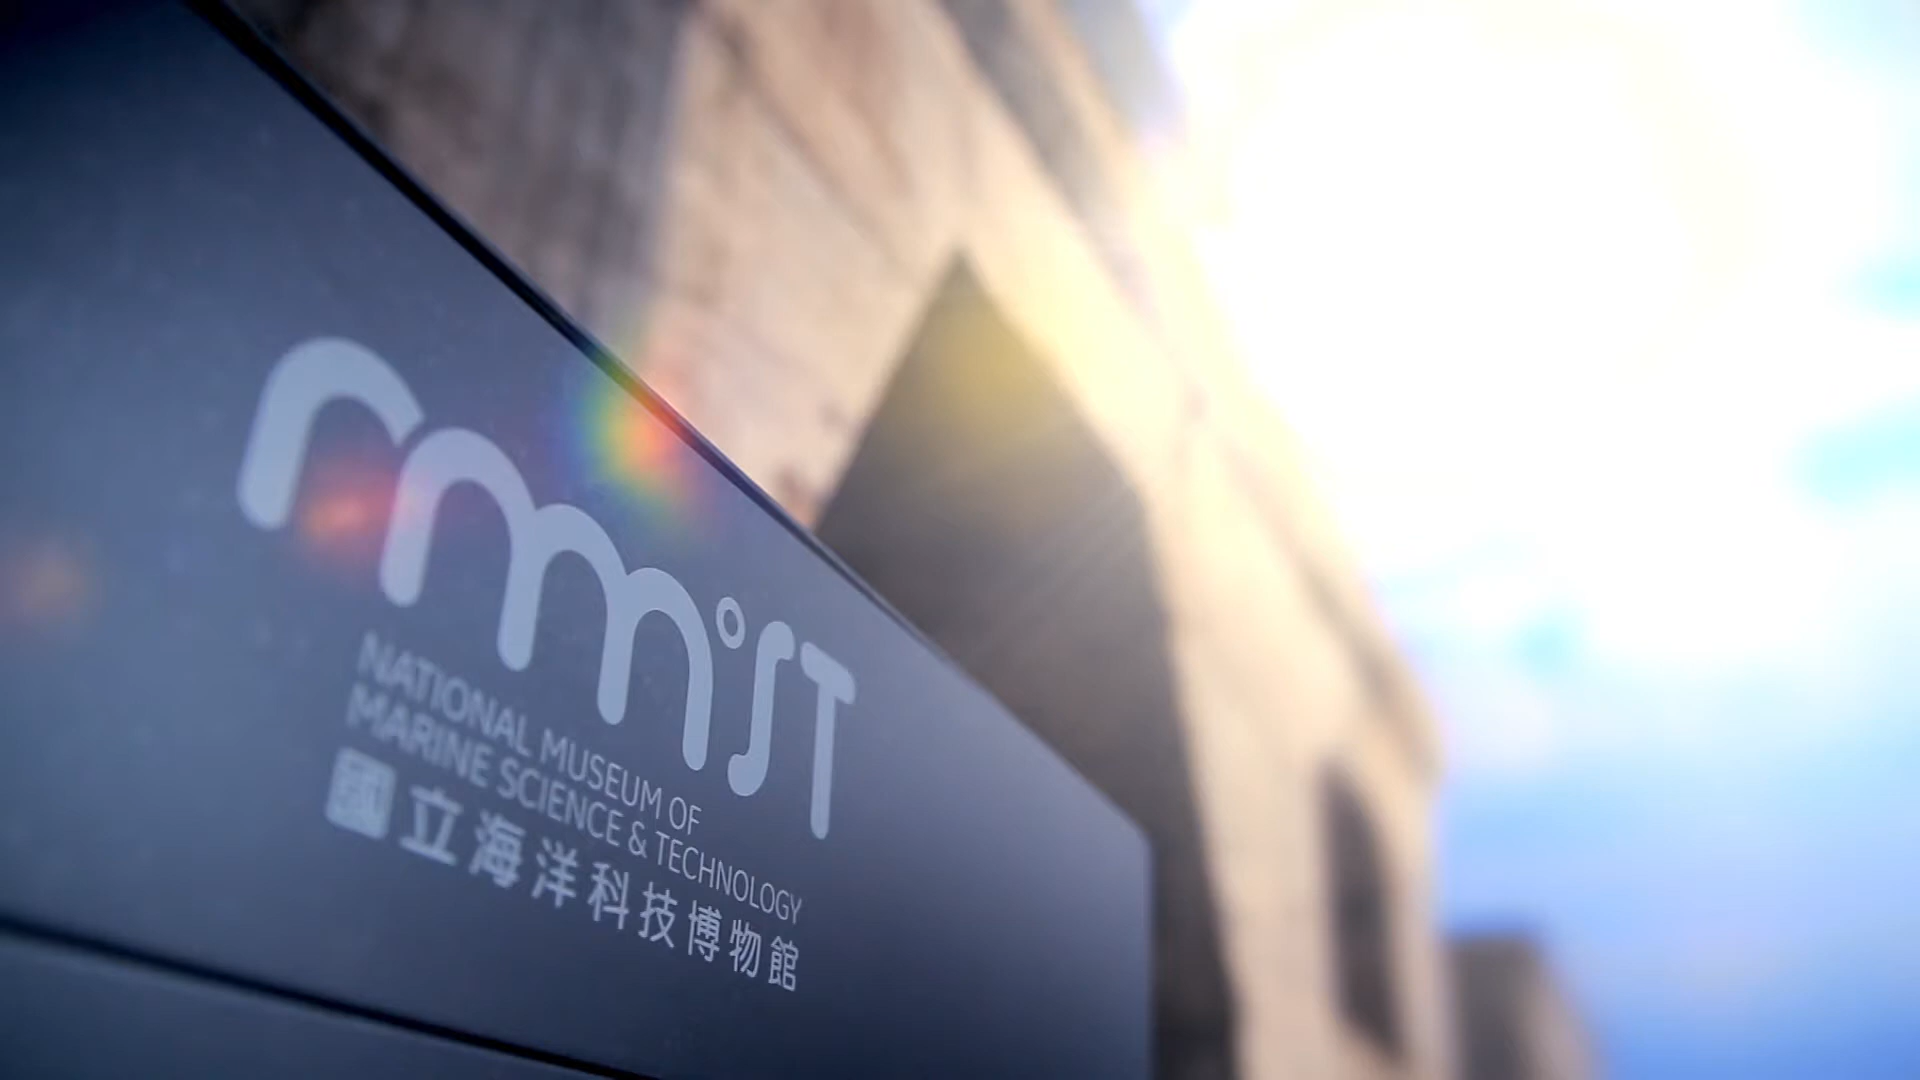 nmmst
NATIONAL MUSEUM OF
MARINE SCIENCE & TECHNOLOGY
國立海洋科技博物館